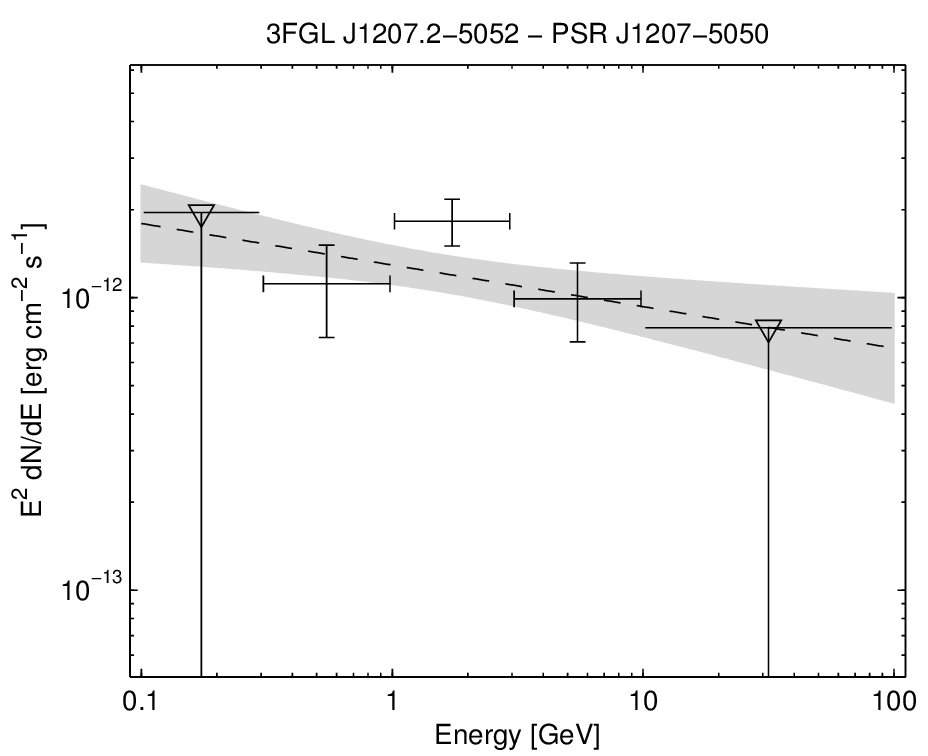 3FGL J1207.2−5052 − PSR J1207−5050
E² dN/dE [erg cm⁻² s⁻¹]
10⁻¹²
10⁻¹³
0.1 1 10 100
Energy [GeV]